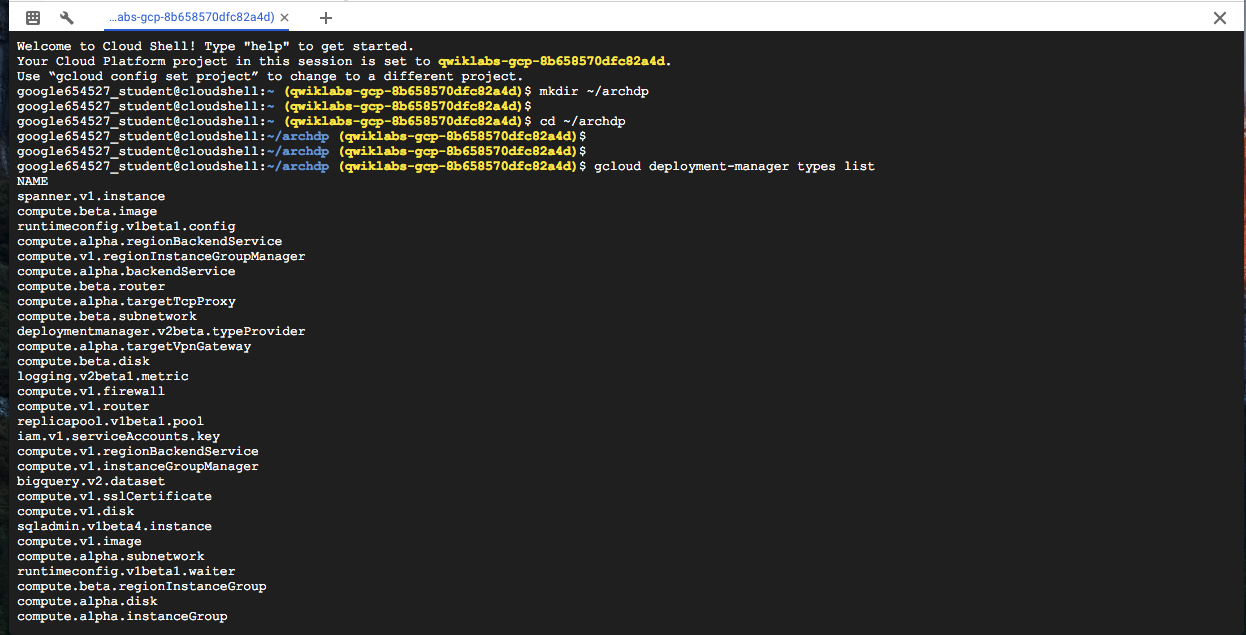 ...abs-gcp-8b658570dfc82a4d)
Welcome to Cloud Shell! Type "help" to get started.
Your Cloud Platform project in this session is set to qwiklabs-gcp-8b658570dfc82a4d.
Use “gcloud config set project” to change to a different project.
google654527_student@cloudshell:~ (qwiklabs-gcp-8b658570dfc82a4d)$ mkdir ~/archdp
google654527_student@cloudshell:~ (qwiklabs-gcp-8b658570dfc82a4d)$
google654527_student@cloudshell:~ (qwiklabs-gcp-8b658570dfc82a4d)$ cd ~/archdp
google654527_student@cloudshell:~/archdp (qwiklabs-gcp-8b658570dfc82a4d)$
google654527_student@cloudshell:~/archdp (qwiklabs-gcp-8b658570dfc82a4d)$
google654527_student@cloudshell:~/archdp (qwiklabs-gcp-8b658570dfc82a4d)$ gcloud deployment-manager types list
NAME
spanner.v1.instance
compute.beta.image
runtimeconfig.v1beta1.config
compute.alpha.regionBackendService
compute.v1.regionInstanceGroupManager
compute.alpha.backendService
compute.beta.router
compute.alpha.targetTcpProxy
compute.beta.subnetwork
deploymentmanager.v2beta.typeProvider
compute.alpha.targetVpnGateway
compute.beta.disk
logging.v2beta1.metric
compute.v1.firewall
compute.v1.router
replicapool.v1beta1.pool
iam.v1.serviceAccounts.key
compute.v1.regionBackendService
compute.v1.instanceGroupManager
bigquery.v2.dataset
compute.v1.sslCertificate
compute.v1.disk
sqladmin.v1beta4.instance
compute.v1.image
compute.alpha.subnetwork
runtimeconfig.v1beta1.waiter
compute.beta.regionInstanceGroup
compute.alpha.disk
compute.alpha.instanceGroup